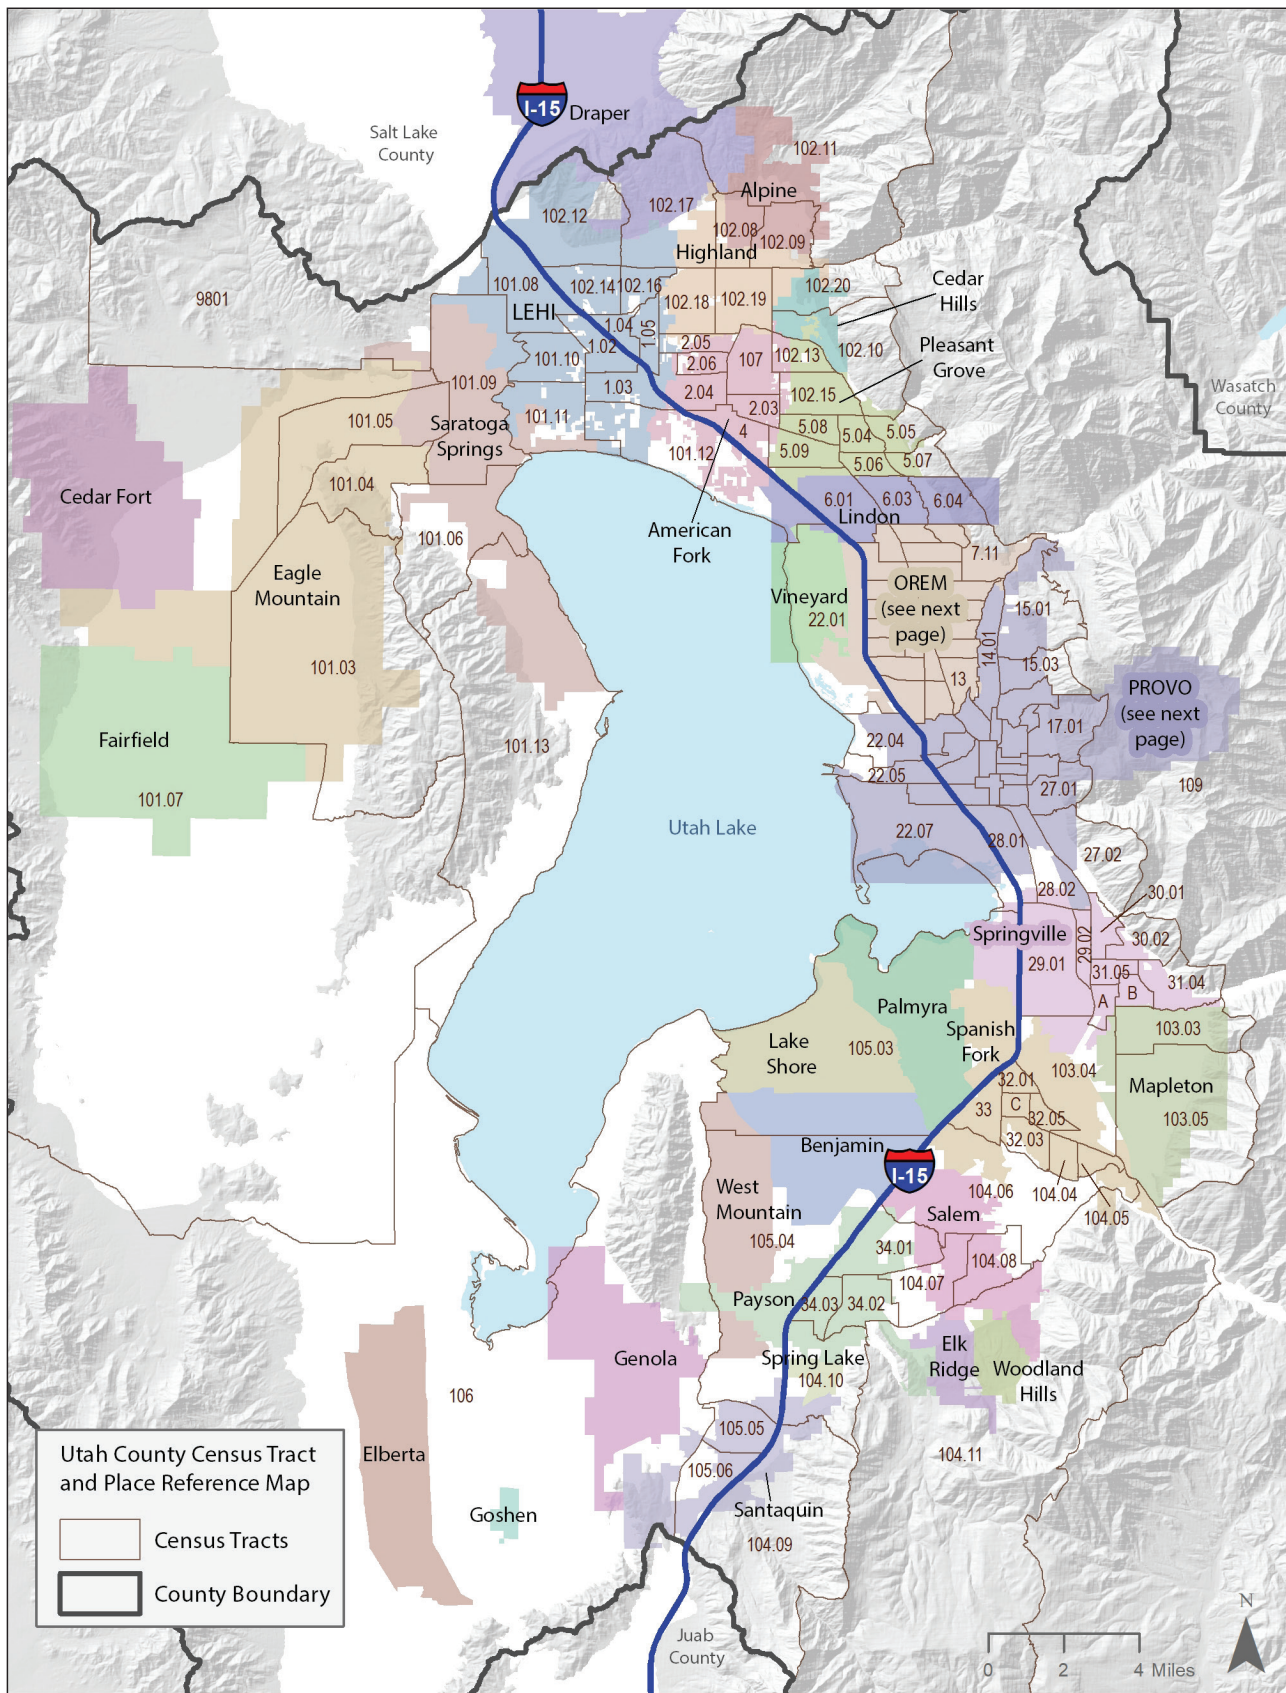 I-15
Draper
Salt Lake
County
102.11
Alpine
102.12
102.17
102.08
102.09
Highland
9801
101.08
102.14
102.16
102.18
102.19
102.20
Cedar
Hills
LEHI
1.04
1.05
1.02
2.05
107
102.13
102.10
Pleasant
Grove
101.10
2.06
101.09
1.03
2.04
102.15
Wasatch
County
101.05
101.11
2.03
Saratoga
Springs
4
5.08
5.04
5.05
101.12
5.09
5.06
5.07
101.04
Cedar Fort
6.01
6.03
6.04
Lindon
American
Fork
101.06
7.11
Eagle
Mountain
Vineyard
22.01
OREM
(see next
page)
15.01
14.01
15.03
101.03
13
PROVO
(see next
page)
17.01
Fairfield
101.13
22.04
22.05
109
101.07
27.01
Utah Lake
22.07
28.01
27.02
28.02
30.01
Springville
29.02
30.02
29.01
31.05
31.04
A
B
Palmyra
Spanish
Fork
Lake
Shore
105.03
103.03
103.04
32.01
Mapleton
33
C
32.05
103.05
32.03
Benjamin
I-15
West
Mountain
104.06
104.04
104.05
Salem
105.04
34.01
104.08
104.07
Payson
34.03
34.02
Genola
Spring Lake
104.10
Elk
Ridge
Woodland
Hills
106
105.05
Elberta
105.06
104.11
Santaquin
Goshen
104.09
Utah County Census Tract
and Place Reference Map
Census Tracts
County Boundary
Juab
County
N
0 2 4 Miles